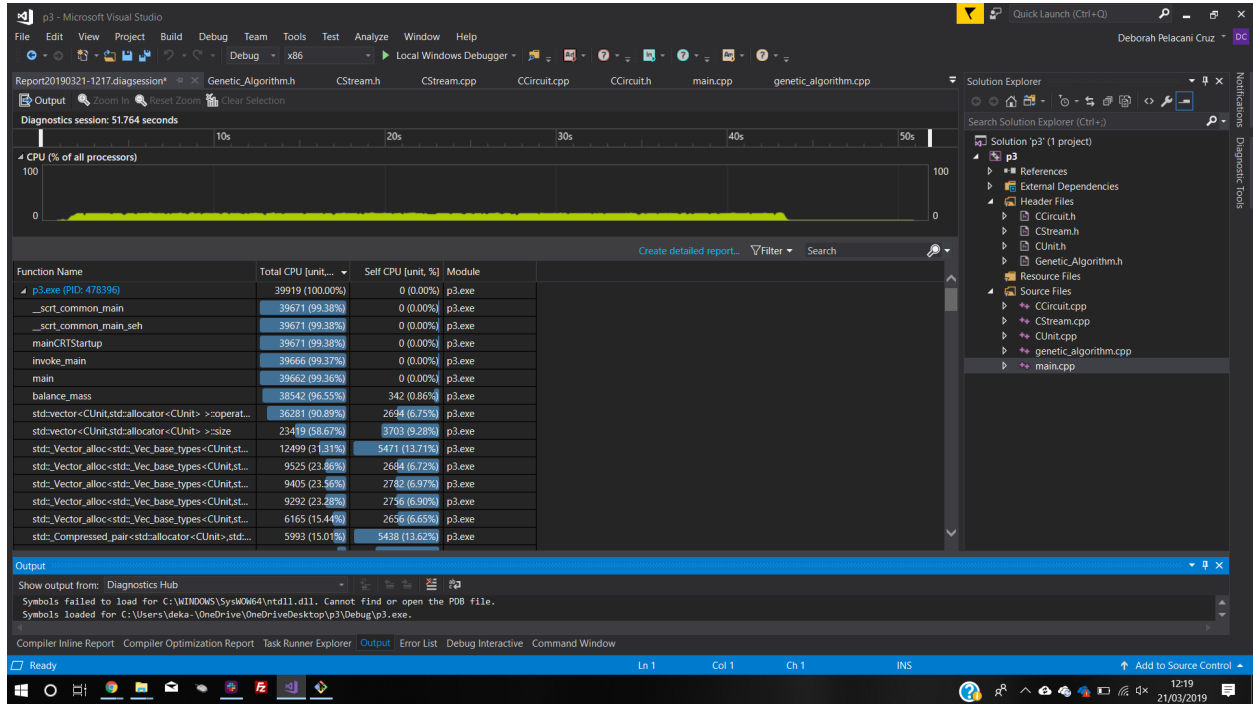 p3 - Microsoft Visual Studio
Quick Launch (Ctrl+Q)
File Edit View Project Build Debug Team Tools Test Analyze Window Help
Deborah Pelacani Cruz DC
Debug x86 Local Windows Debugger
Report20190321-1217.diagsession* Genetic_Algorithm.h CStream.h CStream.cpp CCircuit.cpp CCircuit.h main.cpp genetic_algorithm.cpp
Output Zoom In Reset Zoom Clear Selection
Diagnostics session: 51.764 seconds
10s 20s 30s 40s 50s
CPU (% of all processors)
100 100
0 0
Create detailed report... Filter Search
Function Name Total CPU [unit,... Self CPU [unit, %] Module
p3.exe (PID: 478396) 39919 (100.00%) 0 (0.00%) p3.exe
__scrt_common_main 39671 (99.38%) 0 (0.00%) p3.exe
__scrt_common_main_seh 39671 (99.38%) 0 (0.00%) p3.exe
mainCRTStartup 39671 (99.38%) 0 (0.00%) p3.exe
invoke_main 39666 (99.37%) 0 (0.00%) p3.exe
main 39662 (99.36%) 0 (0.00%) p3.exe
balance_mass 38542 (96.55%) 342 (0.86%) p3.exe
std::vector<CUnit,std::allocator<CUnit> >::operat... 36281 (90.89%) 2694 (6.75%) p3.exe
std::vector<CUnit,std::allocator<CUnit> >::size 23419 (58.67%) 3703 (9.28%) p3.exe
std::_Vector_alloc<std::_Vec_base_types<CUnit,st... 12499 (31.31%) 5471 (13.71%) p3.exe
std::_Vector_alloc<std::_Vec_base_types<CUnit,st... 9525 (23.86%) 2684 (6.72%) p3.exe
std::_Vector_alloc<std::_Vec_base_types<CUnit,st... 9405 (23.56%) 2782 (6.97%) p3.exe
std::_Vector_alloc<std::_Vec_base_types<CUnit,st... 9292 (23.28%) 2756 (6.90%) p3.exe
std::_Vector_alloc<std::_Vec_base_types<CUnit,st... 6165 (15.44%) 2656 (6.65%) p3.exe
std::_Compressed_pair<std::allocator<CUnit>,std:... 5993 (15.01%) 5438 (13.62%) p3.exe
Solution Explorer
Search Solution Explorer (Ctrl+;)
Solution 'p3' (1 project)
p3
References
External Dependencies
Header Files
CCircuit.h
CStream.h
CUnit.h
Genetic_Algorithm.h
Resource Files
Source Files
CCircuit.cpp
CStream.cpp
CUnit.cpp
genetic_algorithm.cpp
main.cpp
Notifications
Diagnostic Tools
Output
Show output from: Diagnostics Hub
Symbols failed to load for C:\WINDOWS\SysWOW64\ntdll.dll. Cannot find or open the PDB file.
Symbols loaded for C:\Users\deka-\OneDrive\OneDriveDesktop\p3\Debug\p3.exe.
Compiler Inline Report Compiler Optimization Report Task Runner Explorer Output Error List Debug Interactive Command Window
Ready Ln 1 Col 1 Ch 1 INS Add to Source Control
12:19
21/03/2019